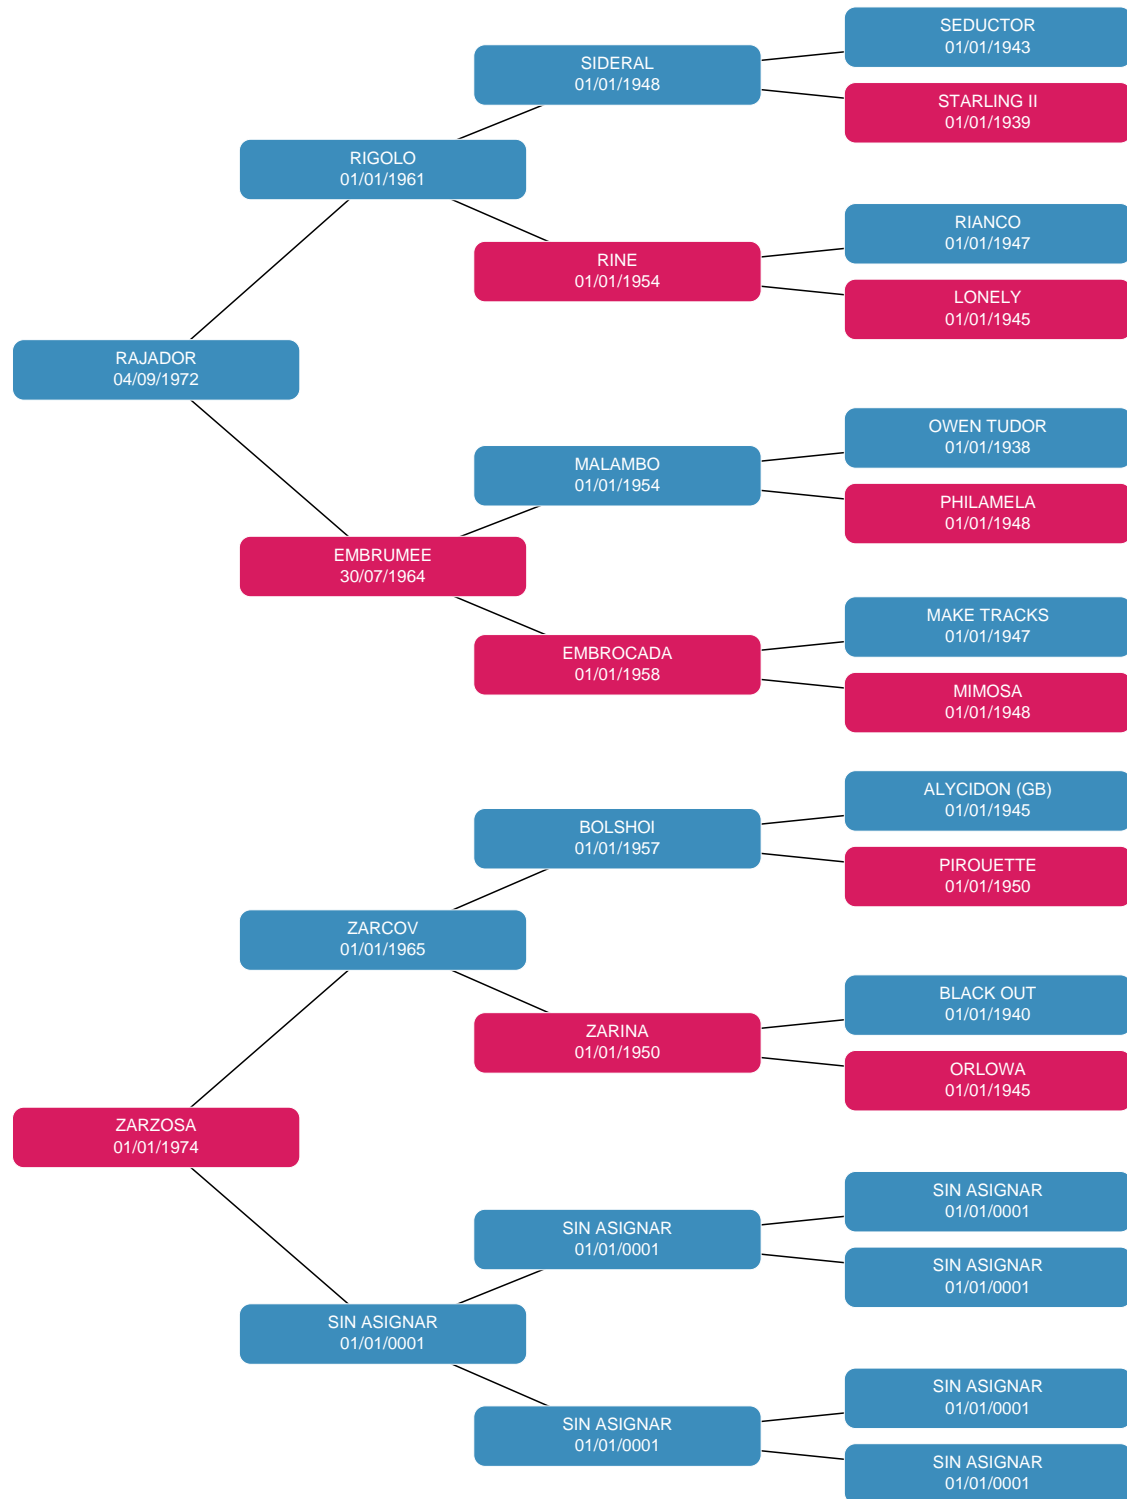 SEDUCTOR
01/01/1943
SIDERAL
01/01/1948
STARLING II
01/01/1939
RIGOLO
01/01/1961
RIANCO
01/01/1947
RINE
01/01/1954
LONELY
01/01/1945
RAJADOR
04/09/1972
OWEN TUDOR
01/01/1938
MALAMBO
01/01/1954
PHILAMELA
01/01/1948
EMBRUMEE
30/07/1964
MAKE TRACKS
01/01/1947
EMBROCADA
01/01/1958
MIMOSA
01/01/1948
ALYCIDON (GB)
01/01/1945
BOLSHOI
01/01/1957
PIROUETTE
01/01/1950
ZARCOV
01/01/1965
BLACK OUT
01/01/1940
ZARINA
01/01/1950
ORLOWA
01/01/1945
ZARZOSA
01/01/1974
SIN ASIGNAR
01/01/0001
SIN ASIGNAR
01/01/0001
SIN ASIGNAR
01/01/0001
SIN ASIGNAR
01/01/0001
SIN ASIGNAR
01/01/0001
SIN ASIGNAR
01/01/0001
SIN ASIGNAR
01/01/0001